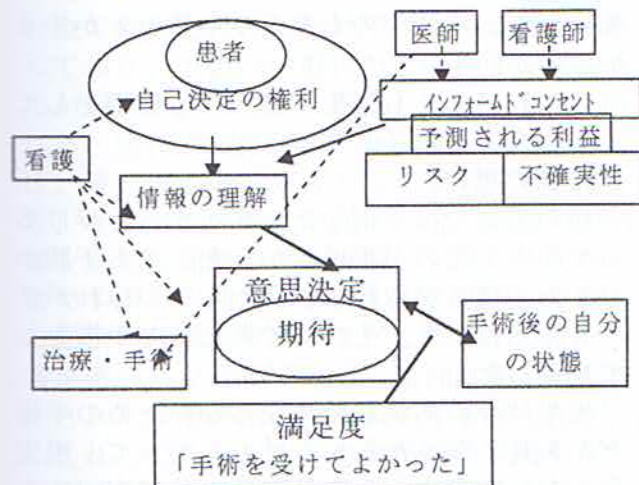 患者
自己決定の権利
医師
看護師
インフォームドコンセント
予測される利益
リスク
不確実性
看護
情報の理解
意思決定
期待
手術後の自分
の状態
治療・手術
満足度
「手術を受けてよかった」